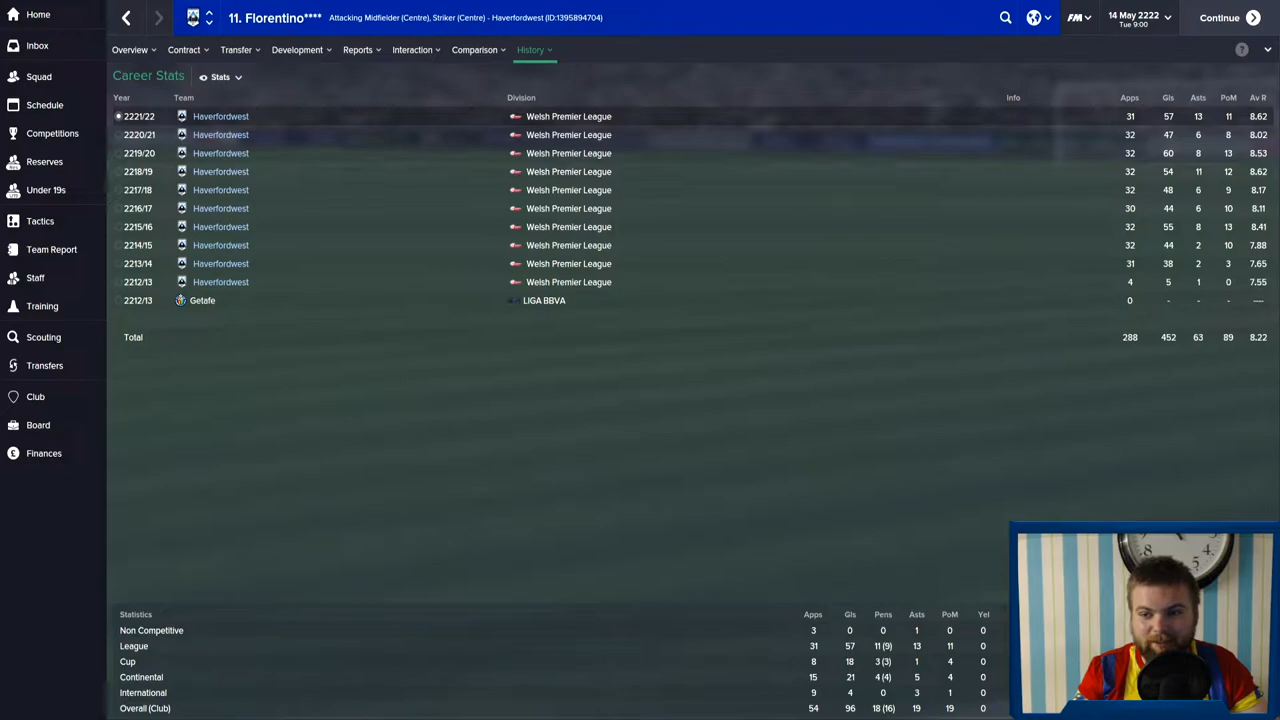 Home
11. Florentino****
Attacking Midfielder (Centre), Striker (Centre) - Haverfordwest (ID:1395894704)
FM
14 May 2222
Tue 9:00
Continue
Inbox
Overview Contract Transfer Development Reports Interaction Comparison History
Squad
Career Stats
Stats
Schedule
Year Team Division Info Apps Gls Asts PoM Av R
2221/22 Haverfordwest Welsh Premier League 31 57 13 11 8.62
Competitions
2220/21 Haverfordwest Welsh Premier League 32 47 6 8 8.02
2219/20 Haverfordwest Welsh Premier League 32 60 8 13 8.53
Reserves
2218/19 Haverfordwest Welsh Premier League 32 54 11 12 8.62
Under 19s
2217/18 Haverfordwest Welsh Premier League 32 48 6 9 8.17
2216/17 Haverfordwest Welsh Premier League 30 44 6 10 8.11
Tactics
2215/16 Haverfordwest Welsh Premier League 32 55 8 13 8.41
2214/15 Haverfordwest Welsh Premier League 32 44 2 10 7.88
Team Report
2213/14 Haverfordwest Welsh Premier League 31 38 2 3 7.65
Staff
2212/13 Haverfordwest Welsh Premier League 4 5 1 0 7.55
2212/13 Getafe LIGA BBVA 0 - - - ----
Training
Scouting
Total 288 452 63 89 8.22
Transfers
Club
Board
Finances
Statistics Apps Gls Pens Asts PoM Yel
Non Competitive 3 0 0 1 0 0
League 31 57 11 (9) 13 11 0
Cup 8 18 3 (3) 1 4 0
Continental 15 21 4 (4) 5 4 0
International 9 4 0 3 1 0
Overall (Club) 54 96 18 (16) 19 19 0